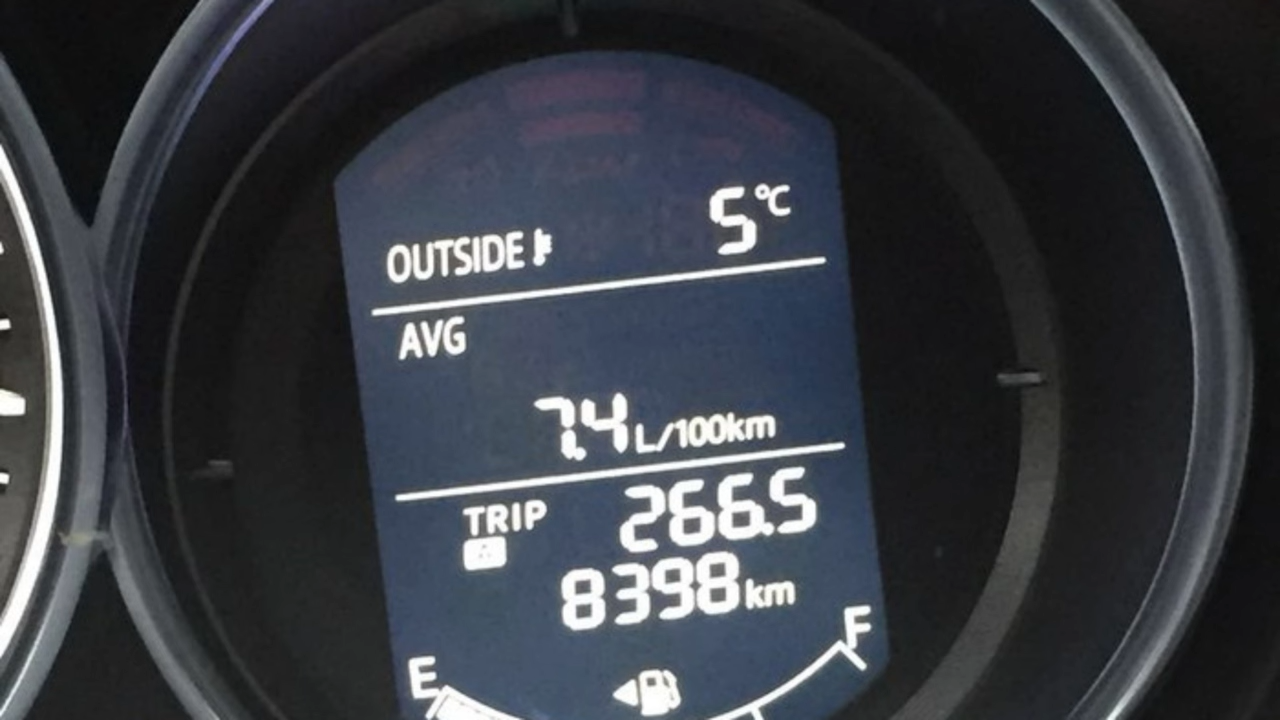 OUTSIDE 5°C
AVG
7.4 L/100km
TRIP 266.5
A
8398 km
E F